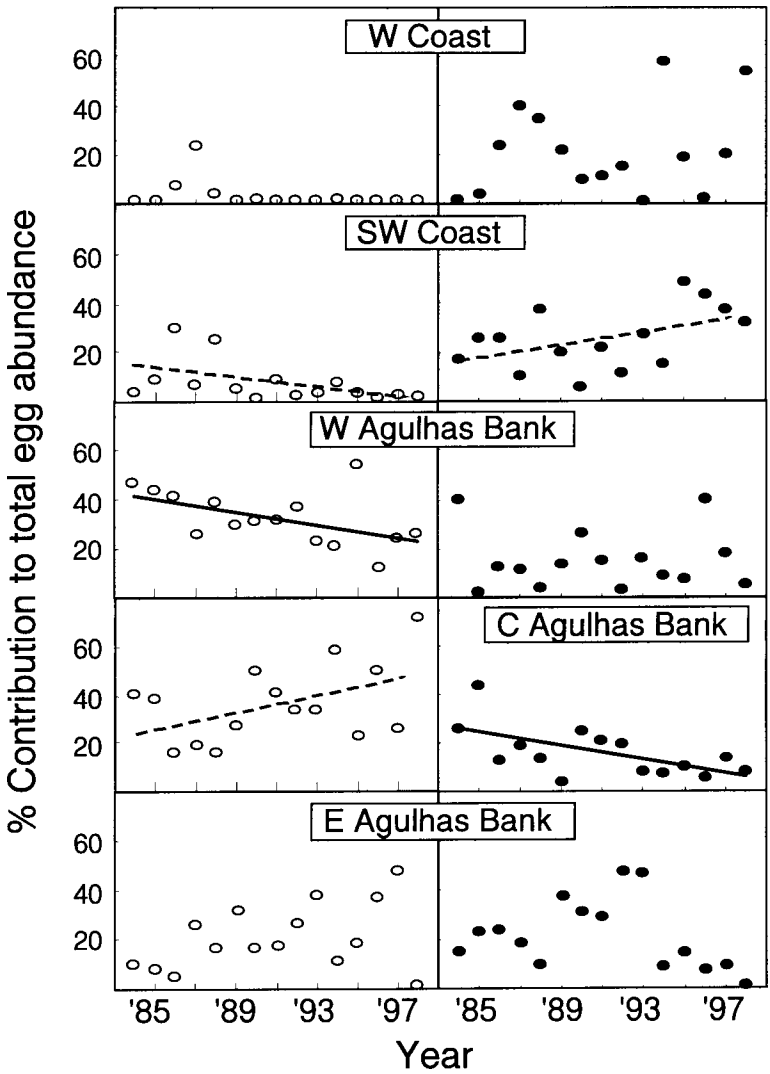 W Coast
60
40
20
SW Coast
60
40
20
W Agulhas Bank
60
40
20
C Agulhas Bank
60
40
20
E Agulhas Bank
60
40
20
'85 '89 '93 '97 '85 '89 '93 '97
Year
% Contribution to total egg abundance